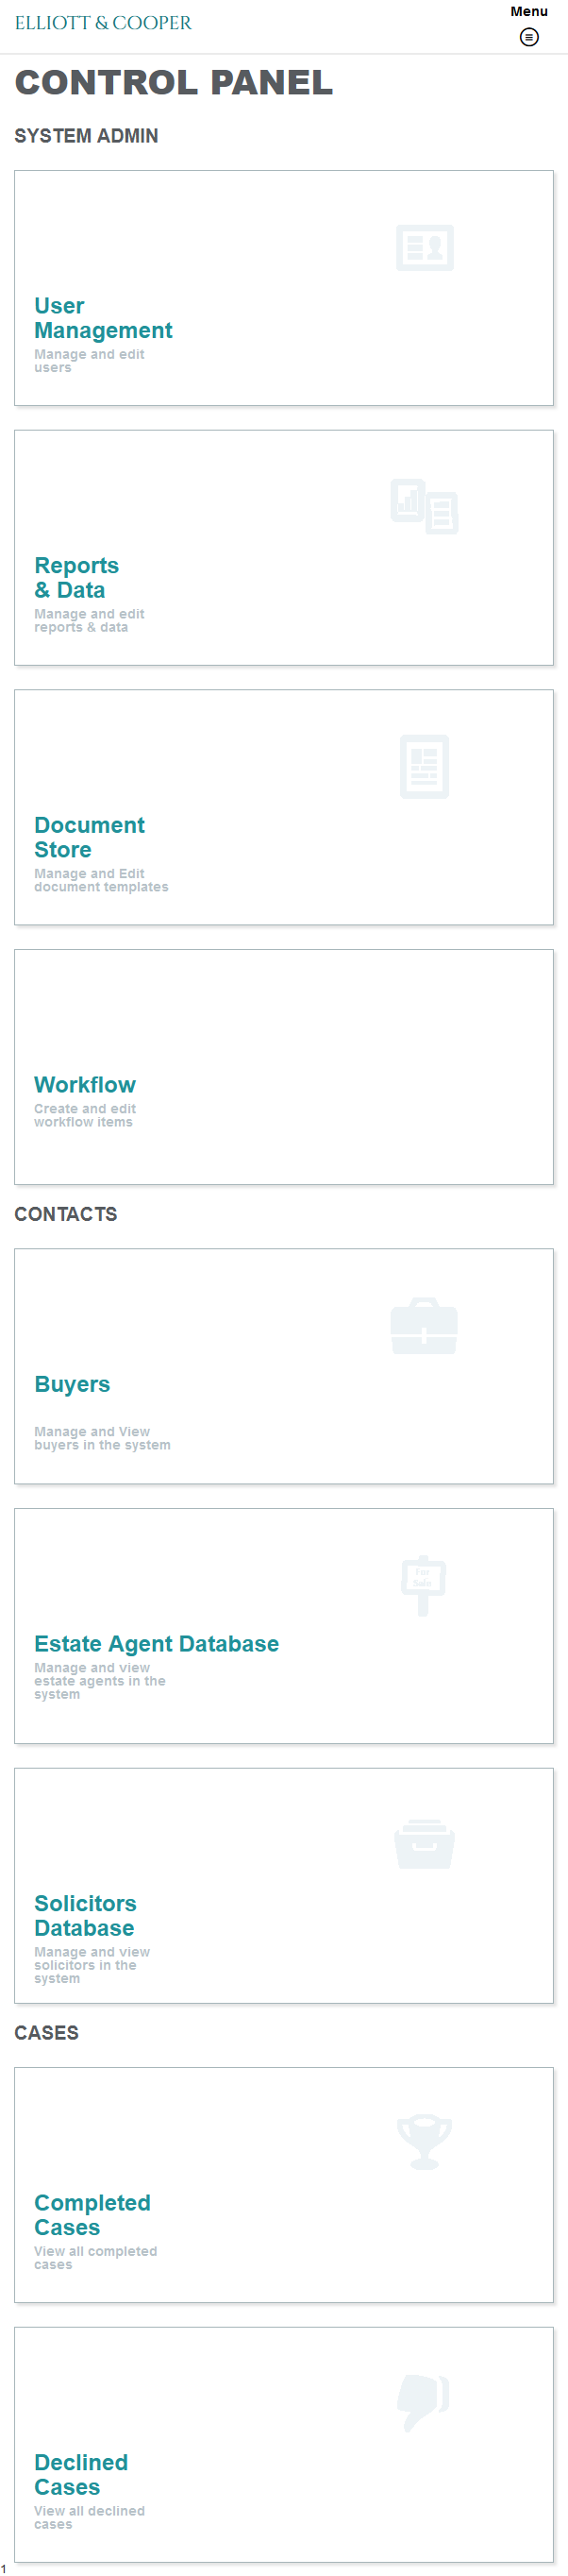 ELLIOTT & COOPER
Menu
CONTROL PANEL
SYSTEM ADMIN
User
Management
Manage and edit
users
Reports
& Data
Manage and edit
reports & data
Document
Store
Manage and Edit
document templates
Workflow
Create and edit
workflow items
CONTACTS
Buyers
Manage and View
buyers in the system
For
Sale
Estate Agent Database
Manage and view
estate agents in the
system
Solicitors
Database
Manage and view
solicitors in the
system
CASES
Completed
Cases
View all completed
cases
Declined
Cases
View all declined
cases
1